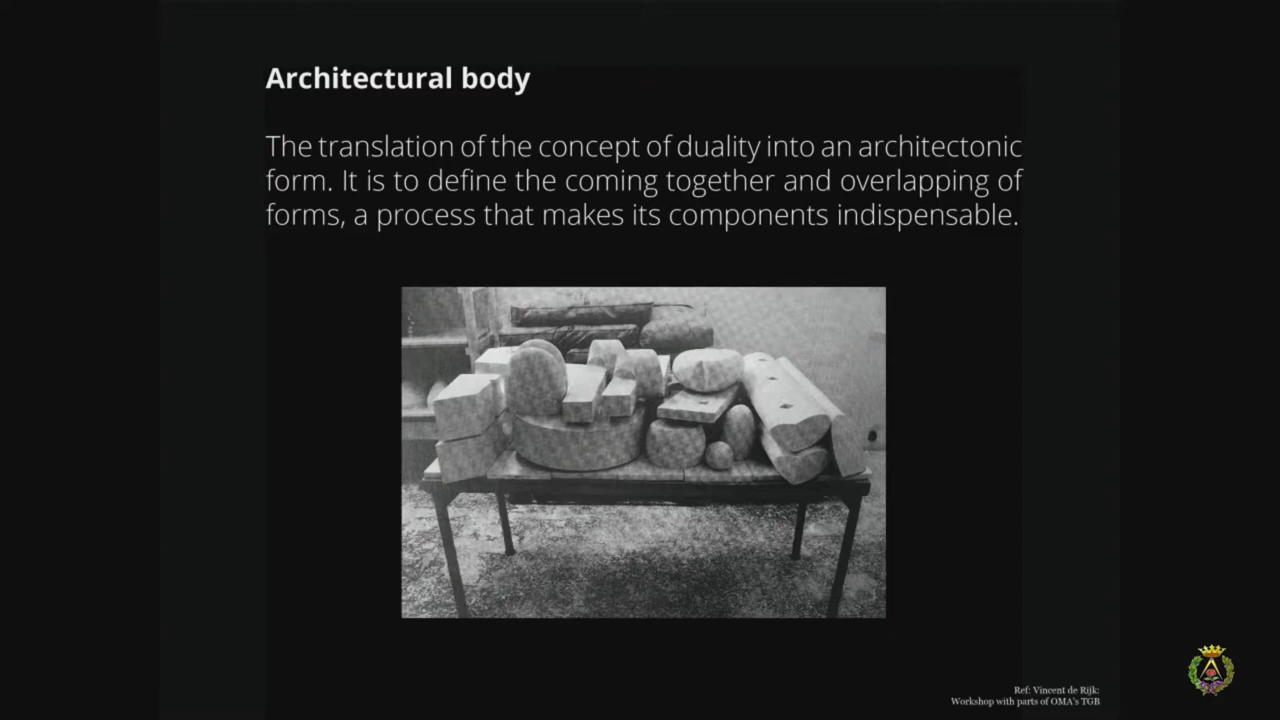 Architectural body
The translation of the concept of duality into an architectonic
form. It is to define the coming together and overlapping of
forms, a process that makes its components indispensable.
Ref: Vincent de Rijk:
Workshop with parts of OMA's TGB